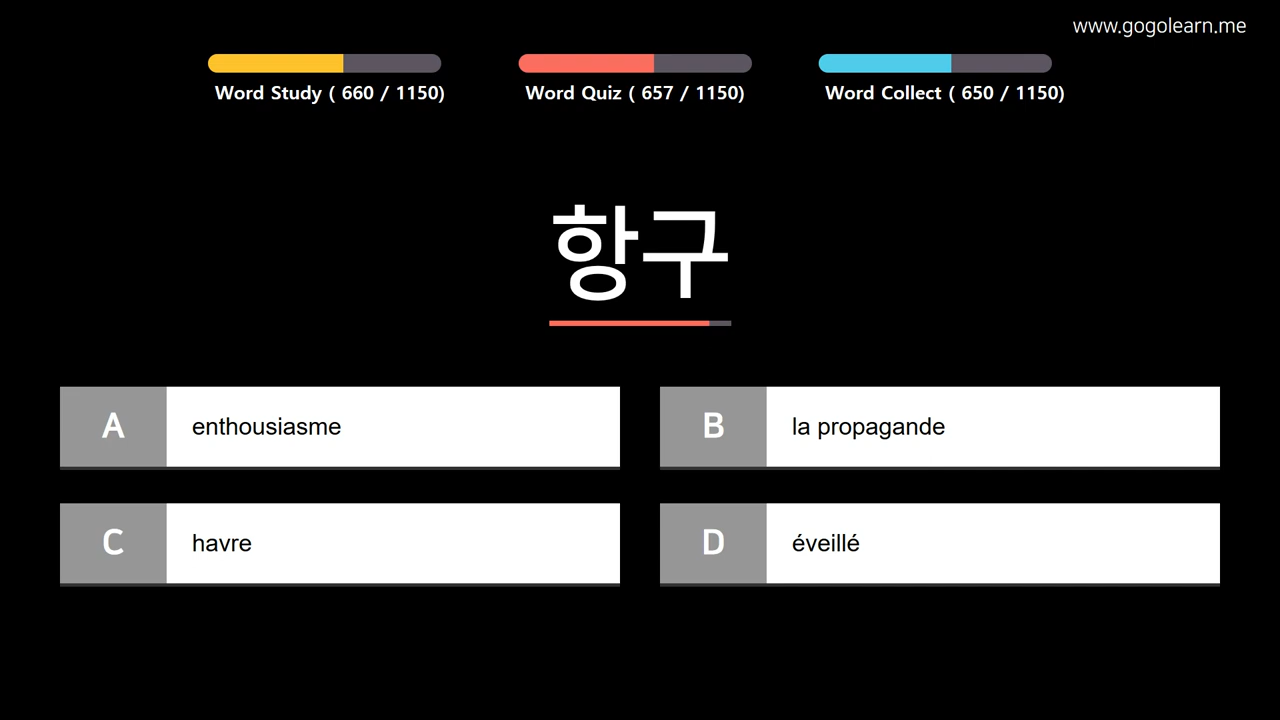 www.gogolearn.me
Word Study ( 660 / 1150)
Word Quiz ( 657 / 1150)
Word Collect ( 650 / 1150)
항구
A
enthousiasme
B
la propagande
C
havre
D
éveillé